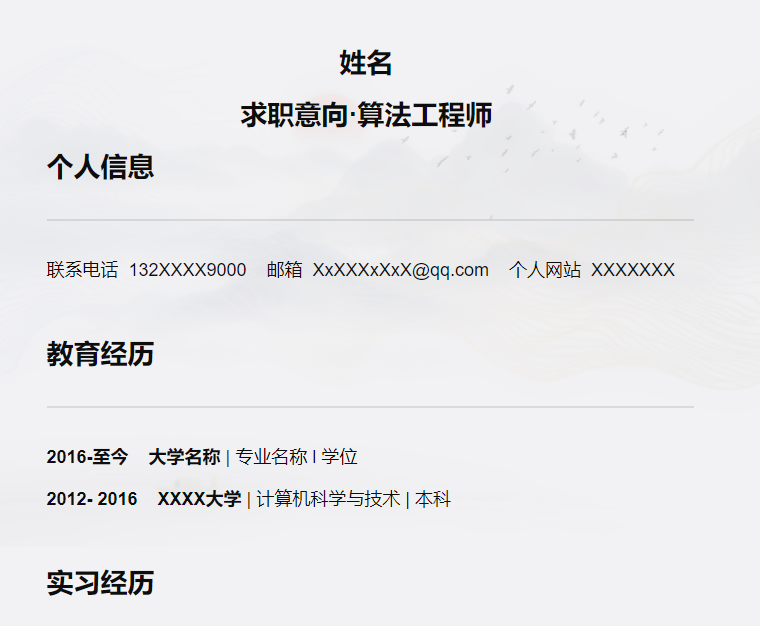 姓名
求职意向·算法工程师
个人信息
联系电话 132XXXX9000 邮箱 XxXXXxXxX@qq.com 个人网站 XXXXXXX
教育经历
2016-至今 大学名称 | 专业名称 l 学位
2012- 2016 XXXX大学 | 计算机科学与技术 | 本科
实习经历